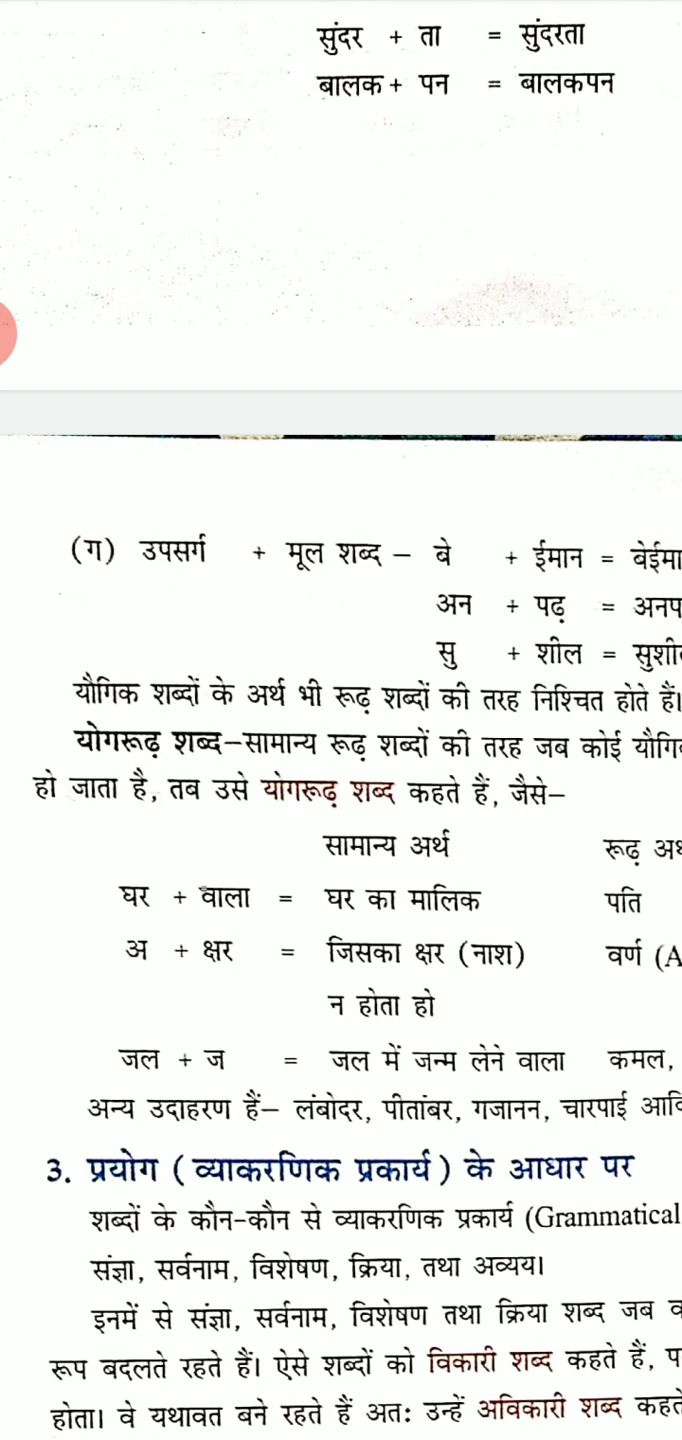 सुंदर + ता = सुंदरता
बालक + पन = बालकपन
(ग) उपसर्ग + मूल शब्द – बे + ईमान = बेईमा
अन + पढ़ = अनप
सु + शील = सुशी
यौगिक शब्दों के अर्थ भी रूढ़ शब्दों की तरह निश्चित होते हैं।
योगरूढ़ शब्द–सामान्य रूढ़ शब्दों की तरह जब कोई यौगि
हो जाता है, तब उसे योगरूढ़ शब्द कहते हैं, जैसे–
सामान्य अर्थ रूढ़
घर + वाला = घर का मालिक पति
अ + क्षर = जिसका क्षर (नाश) वर्ण (A
न होता हो
जल + ज = जल में जन्म लेने वाला कमल,
अन्य उदाहरण हैं– लंबोदर, पीतांबर, गजानन, चारपाई आदि
3. प्रयोग (व्याकरणिक प्रकार्य) के आधार पर
शब्दों के कौन-कौन से व्याकरणिक प्रकार्य (Grammatical
संज्ञा, सर्वनाम, विशेषण, क्रिया, तथा अव्यय।
इनमें से संज्ञा, सर्वनाम, विशेषण तथा क्रिया शब्द जब
रूप बदलते रहते हैं। ऐसे शब्दों को विकारी शब्द कहते हैं, प
होता। वे यथावत बने रहते हैं अतः उन्हें अविकारी शब्द कहते